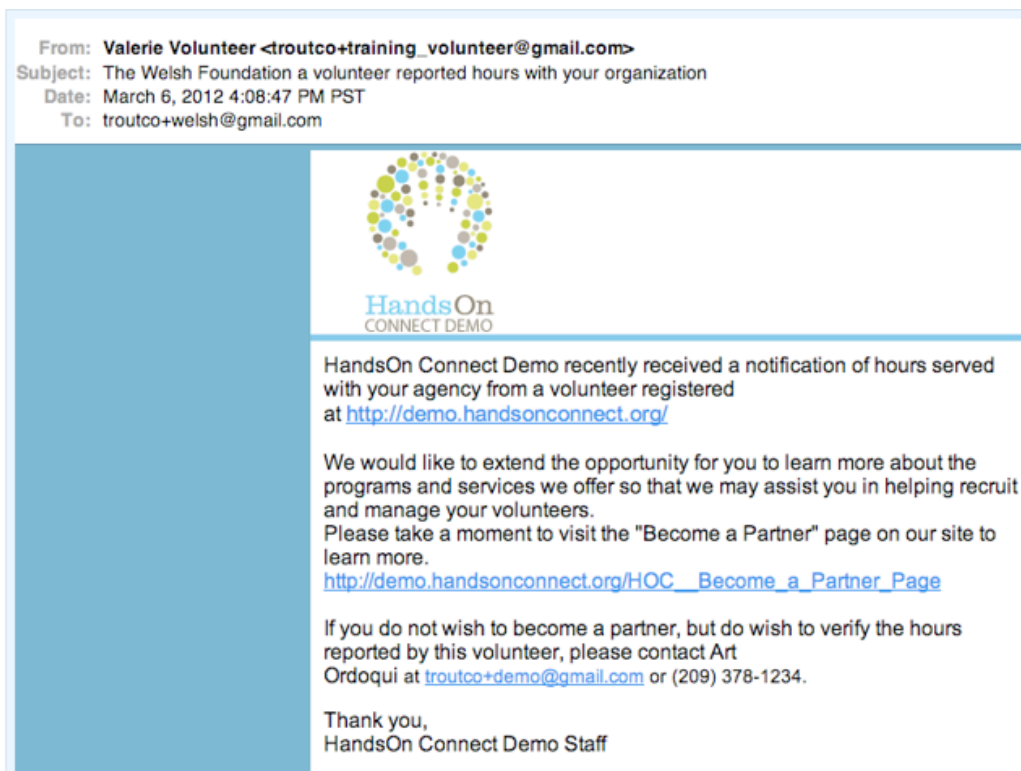 From: Valerie Volunteer <troutco+training_volunteer@gmail.com>
Subject: The Welsh Foundation a volunteer reported hours with your organization
Date: March 6, 2012 4:08:47 PM PST
To: troutco+welsh@gmail.com
HandsOn
CONNECT DEMO
HandsOn Connect Demo recently received a notification of hours served
with your agency from a volunteer registered
at http://demo.handsonconnect.org/
We would like to extend the opportunity for you to learn more about the
programs and services we offer so that we may assist you in helping recruit
and manage your volunteers.
Please take a moment to visit the "Become a Partner" page on our site to
learn more.
http://demo.handsonconnect.org/HOC__Become_a_Partner_Page
If you do not wish to become a partner, but do wish to verify the hours
reported by this volunteer, please contact Art
Ordoqui at troutco+demo@gmail.com or (209) 378-1234.
Thank you,
HandsOn Connect Demo Staff